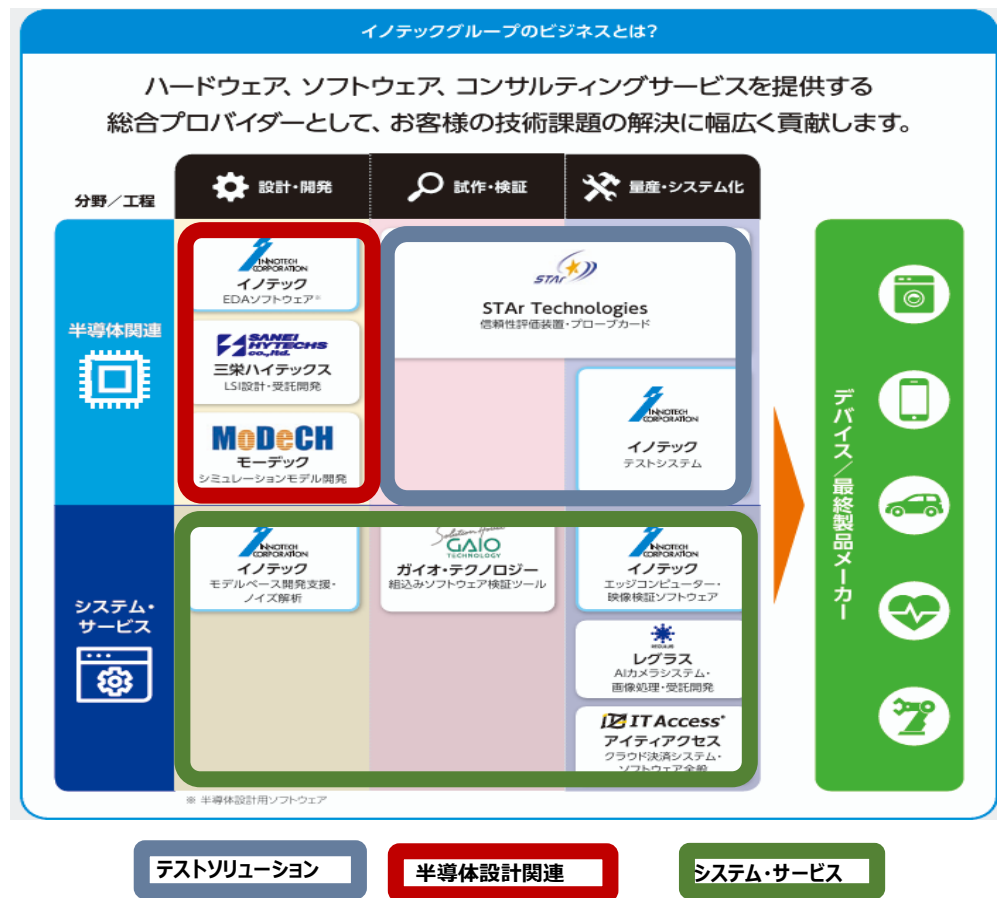 イノテックグループのビジネスとは?
ハードウェア、ソフトウェア、コンサルティングサービスを提供する
総合プロバイダーとして、お客様の技術課題の解決に幅広く貢献します。
分野／工程
設計・開発
試作・検証
量産・システム化
半導体関連
INNOTECH
CORPORATION
イノテック
EDAソフトウェア※
SANEI
HYTECHS
co.,ltd.
三栄ハイテックス
LSI設計・受託開発
MoDeCH
モーデック
シミュレーションモデル開発
STAr
STAr Technologies
信頼性評価装置・プローブカード
INNOTECH
CORPORATION
イノテック
テストシステム
システム・
サービス
INNOTECH
CORPORATION
イノテック
モデルベース開発支援・
ノイズ解析
GAIO
TECHNOLOGY
ガイオ・テクノロジー
組込みソフトウェア検証ツール
INNOTECH
CORPORATION
イノテック
エッジコンピューター・
映像検証ソフトウェア
レグラス
AIカメラシステム・
画像処理・受託開発
IT Access
アイティアクセス
クラウド決済システム・
ソフトウェア全般
デバイス／最終製品メーカー
※ 半導体設計用ソフトウェア
テストソリューション
半導体設計関連
システム・サービス